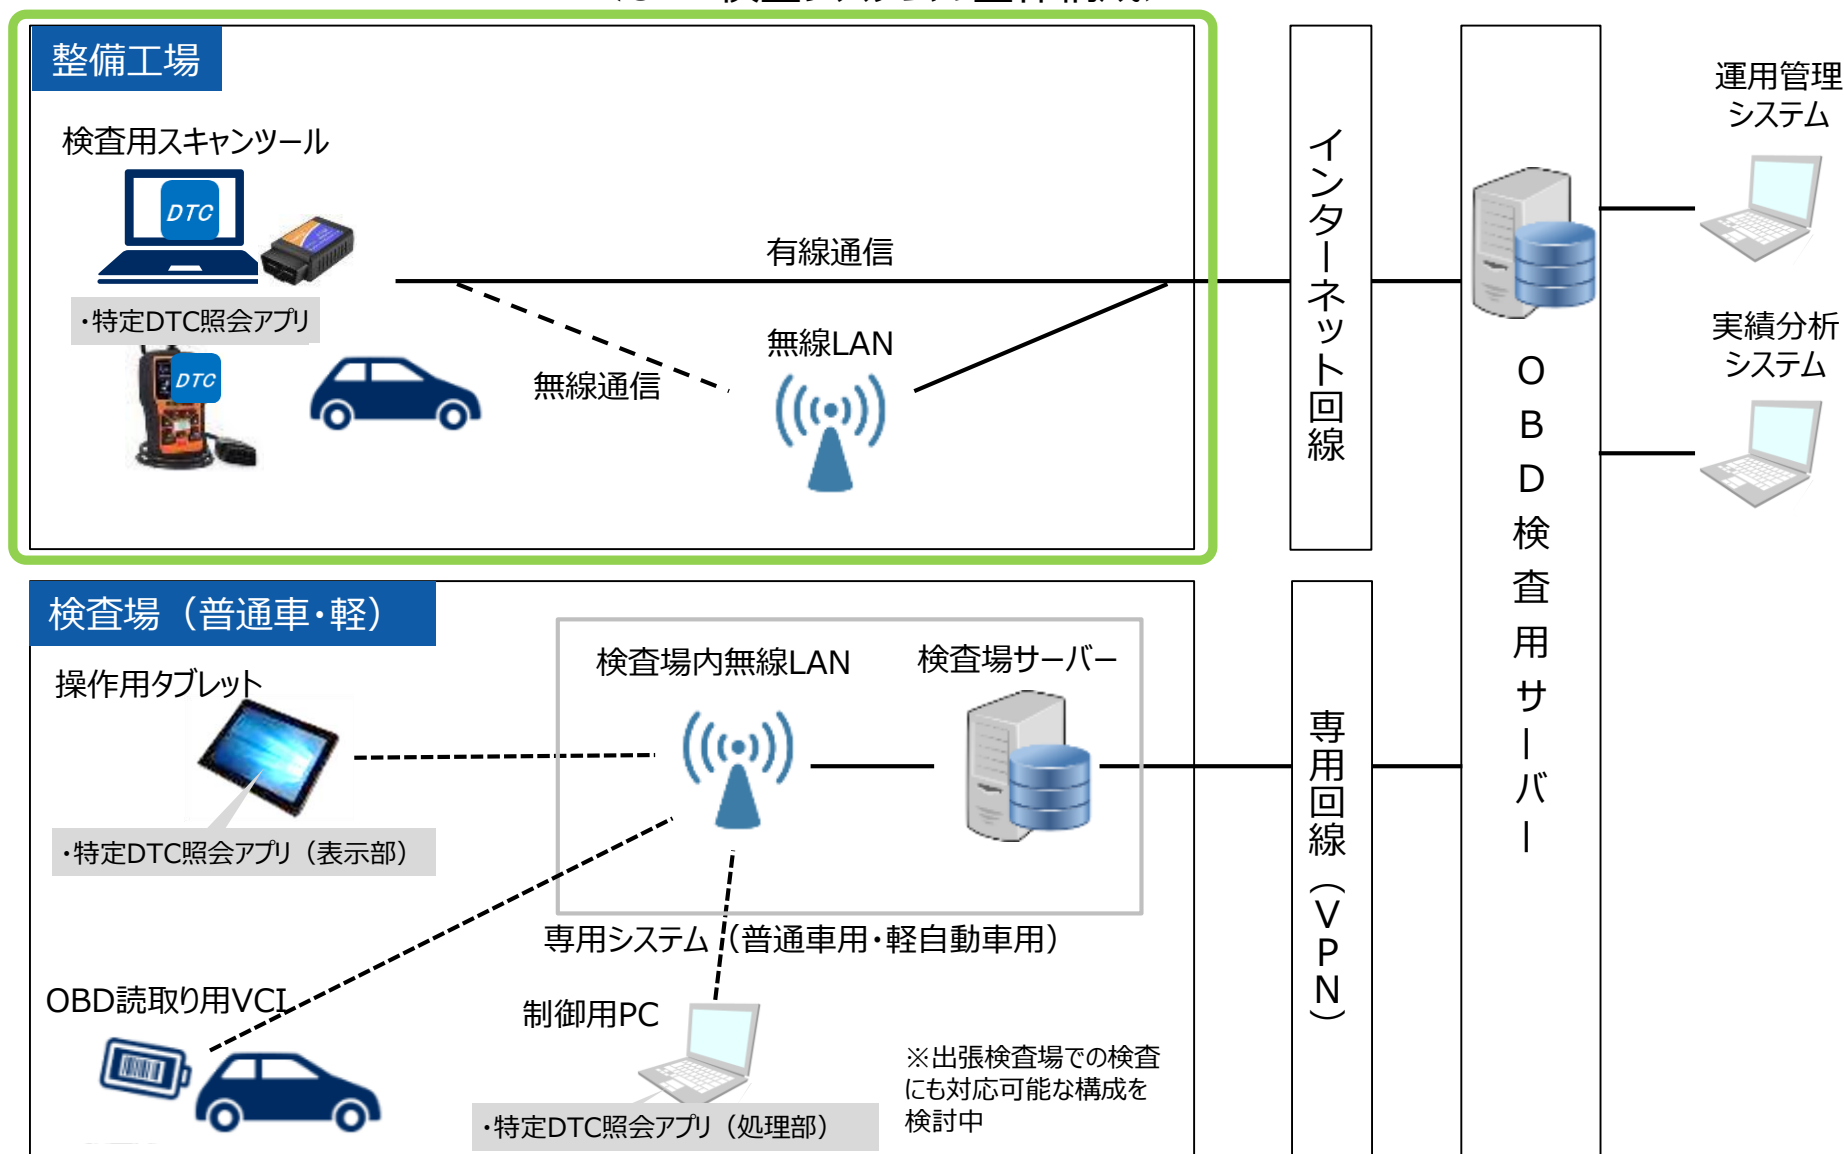 整備工場
検査用スキャンツール
DTC
・特定DTC照会アプリ
DTC
有線通信
無線LAN
無線通信
インターネット回線
OBD検査用サーバー
運用管理
システム
実績分析
システム
検査場（普通車・軽）
操作用タブレット
・特定DTC照会アプリ（表示部）
検査場内無線LAN
検査場サーバー
専用システム（普通車用・軽自動車用）
OBD読取り用VCI
制御用PC
・特定DTC照会アプリ（処理部）
※出張検査場での検査
にも対応可能な構成を
検討中
専用回線（VPN）